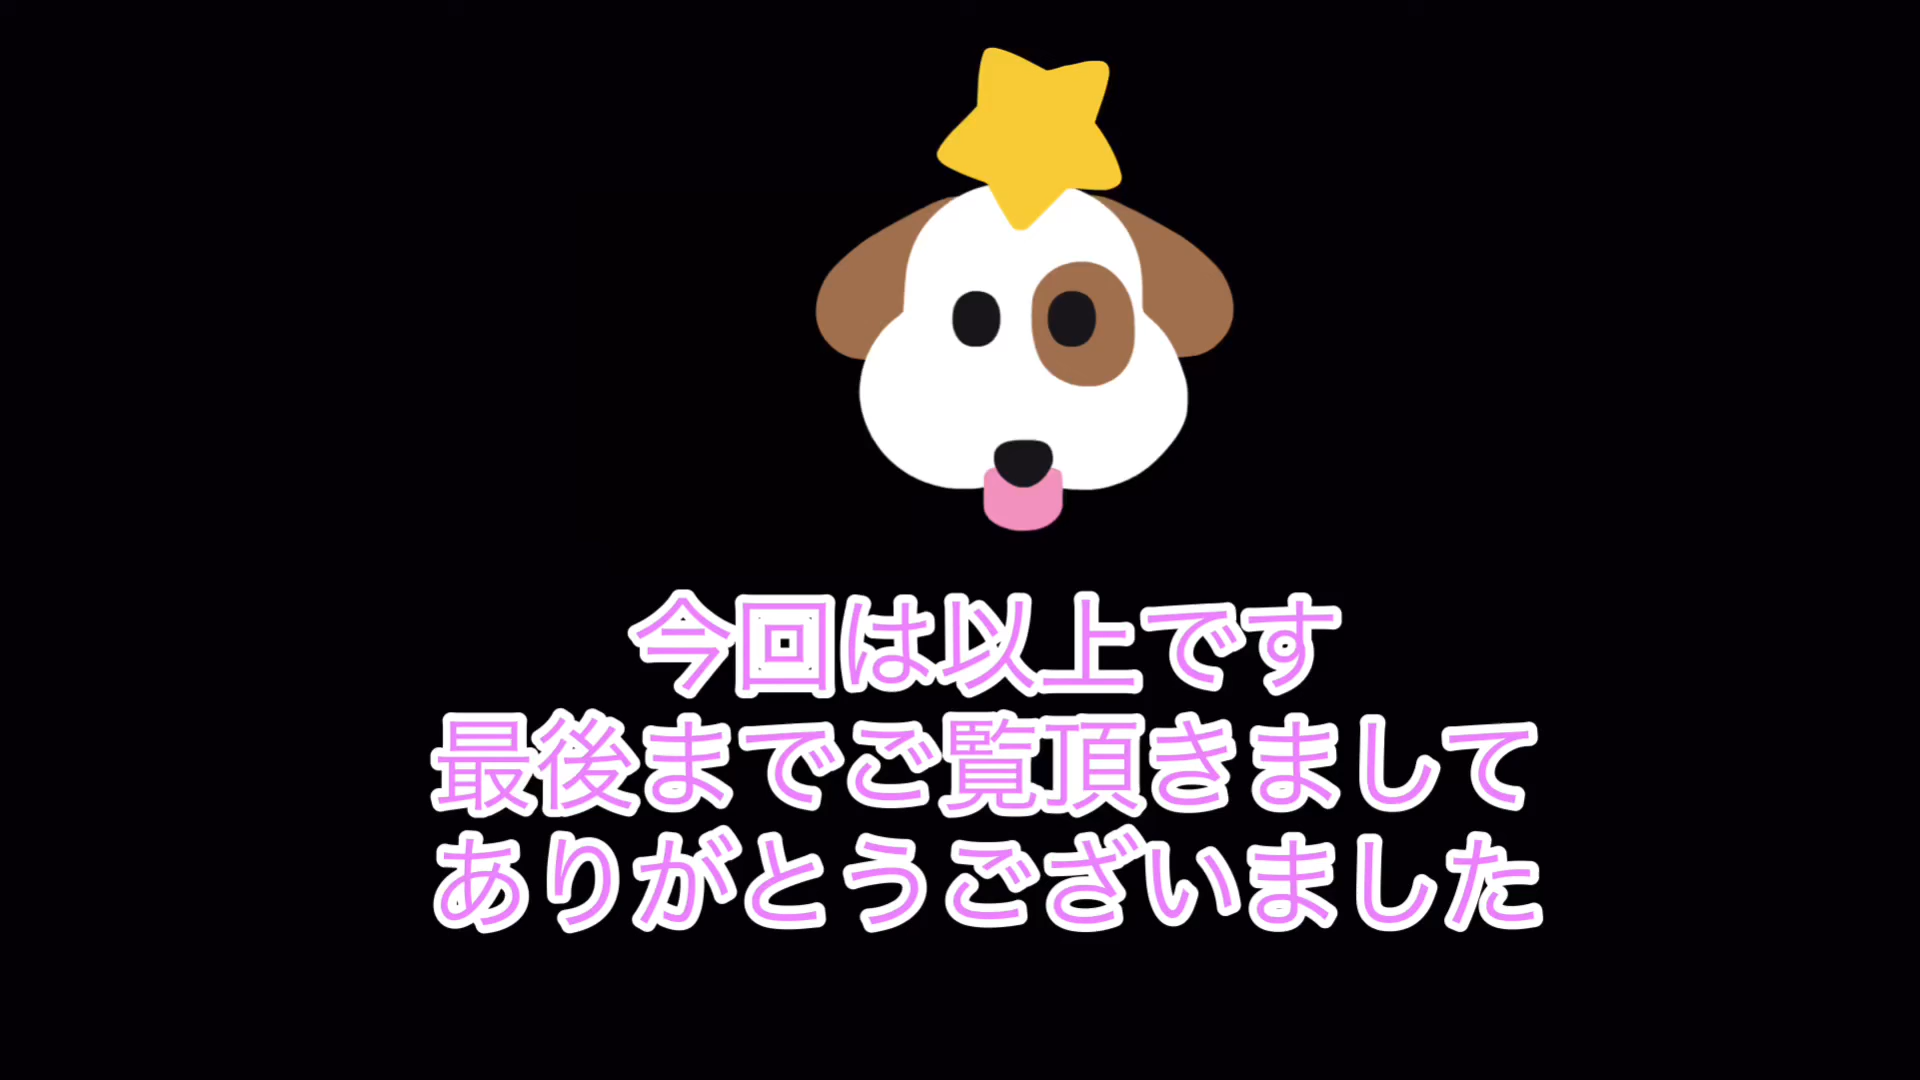 今回は以上です
最後までご覧頂きまして
ありがとうございました